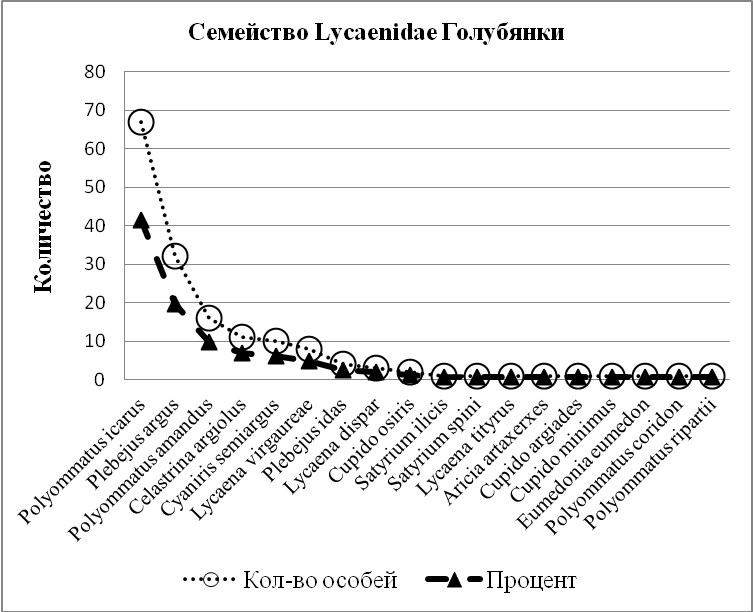 Семейство Lycaenidae Голубянки
Количество
80
70
60
50
40
30
20
10
0
Polyommatus icarus
Plebejus argus
Polyommatus amandus
Celastrina argiolus
Cyaniris semiargus
Lycaena virgaureae
Plebejus idas
Lycaena dispar
Cupido osiris
Satyrium ilicis
Satyrium spini
Lycaena tityrus
Aricia artaxerxes
Cupido argiades
Cupido minimus
Eumedonia eumedon
Polyommatus coridon
Polyommatus ripartii
Кол-во особей
Процент